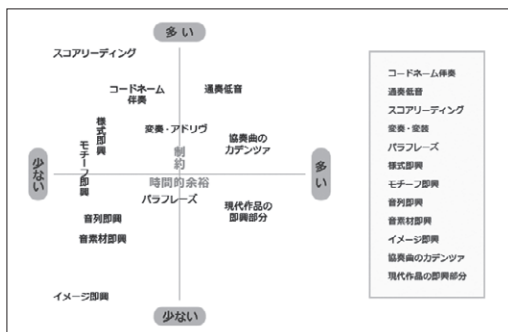 多い
スコアリーディング
コードネーム
伴奏
通奏低音
様式即興
変奏・アドリヴ
協奏曲の
カデンツァ
モチーフ即興
制約
少ない
多い
時間的余裕
パラフレーズ
現代作品の
即興部分
音列即興
音素材即興
イメージ即興
少ない
コードネーム伴奏
通奏低音
スコアリーディング
変奏・変装
パラフレーズ
様式即興
モチーフ即興
音列即興
音素材即興
イメージ即興
協奏曲のカデンツァ
現代作品の即興部分